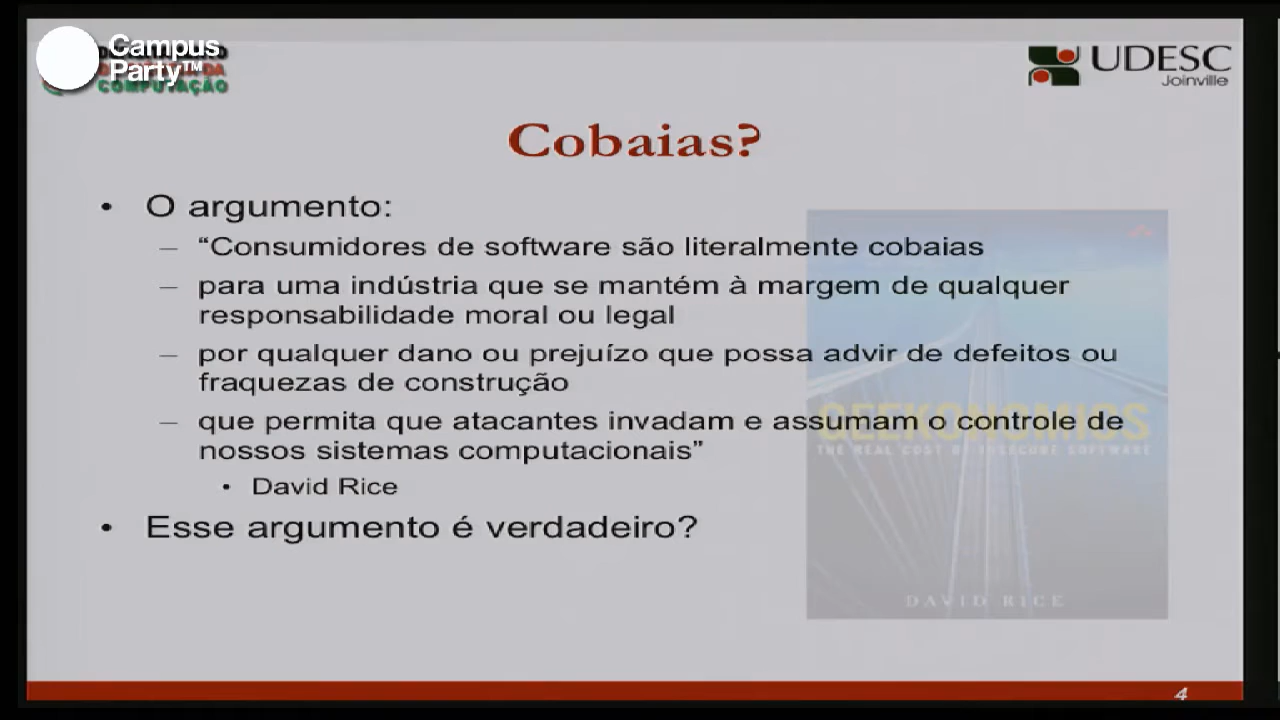 Campus
Party™
COMPUTAÇÃO
UDESC
Joinville
Cobaias?
• O argumento:
– “Consumidores de software são literalmente cobaias
– para uma indústria que se mantém à margem de qualquer
responsabilidade moral ou legal
– por qualquer dano ou prejuízo que possa advir de defeitos ou
fraquezas de construção
– que permita que atacantes invadam e assumam o controle de
nossos sistemas computacionais”
• David Rice
• Esse argumento é verdadeiro?
GEEKONOMICS
THE REAL COST OF INSECURE SOFTWARE
DAVID RICE
4